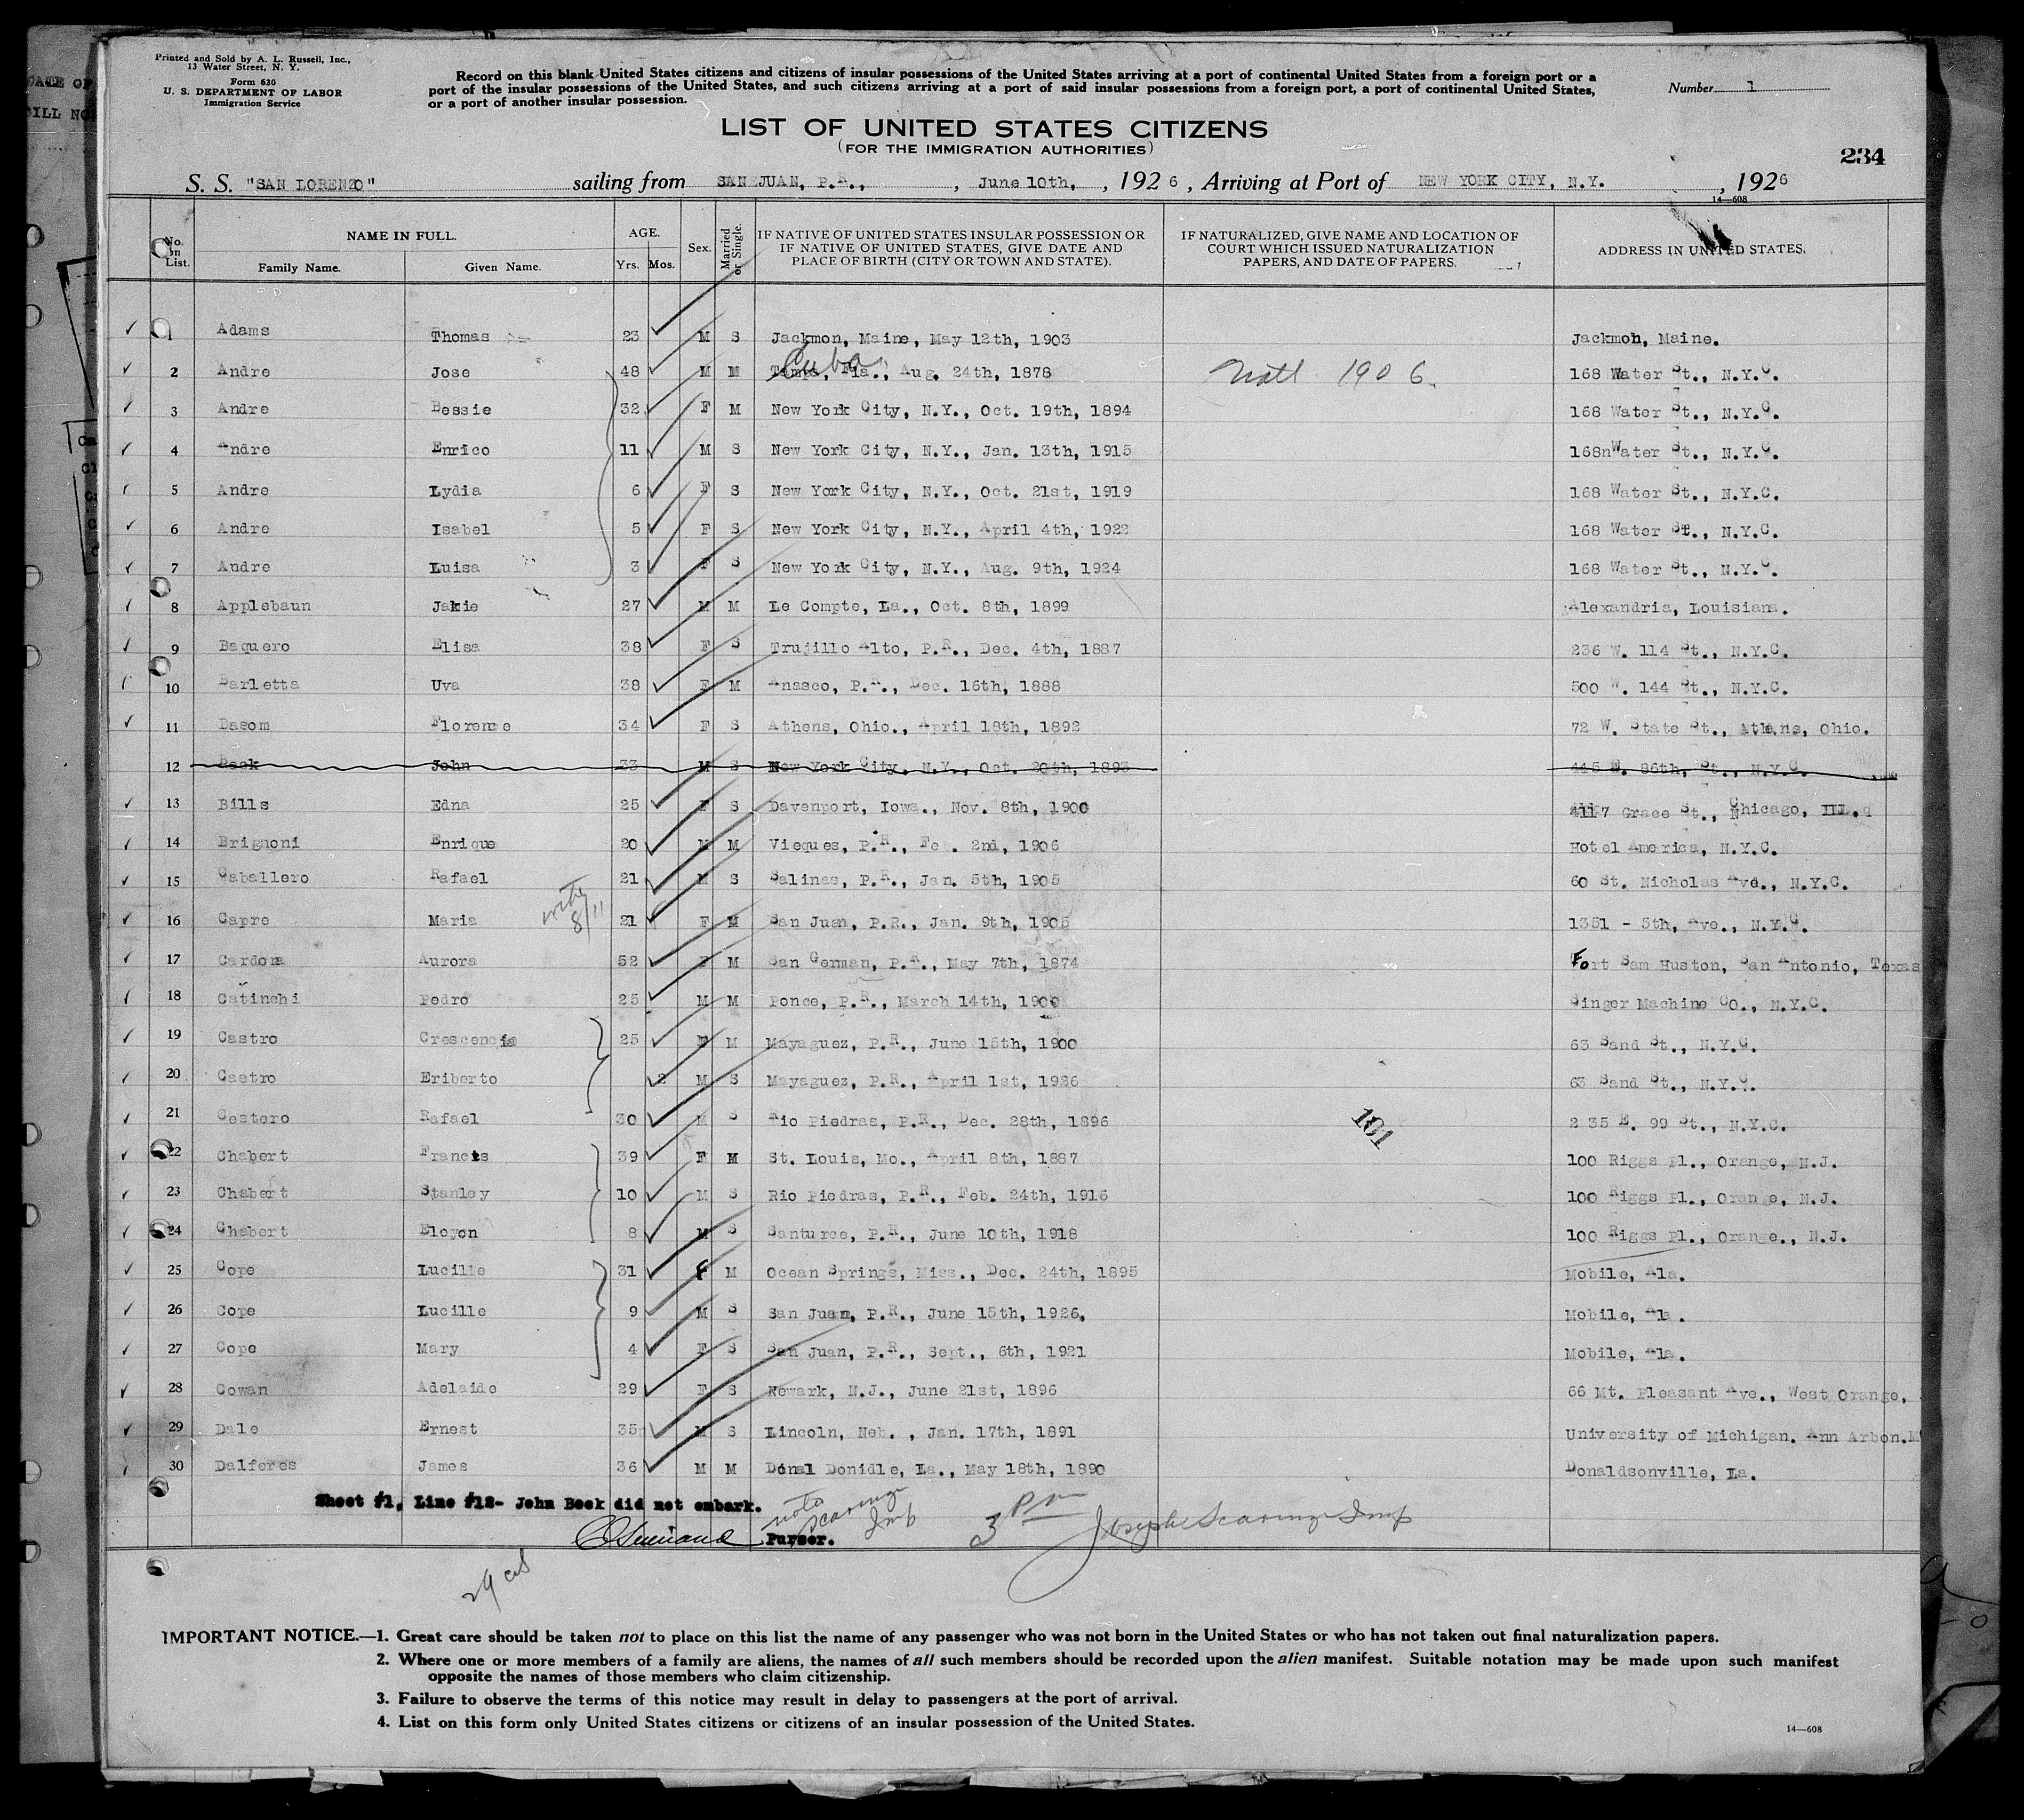 Printed and Sold by A. L. Russell, Inc.,
13 Water Street, N. Y.
Form 630
U. S. DEPARTMENT OF LABOR
Immigration Service
Record on this blank United States citizens and citizens of insular possessions of the United States arriving at a port of continental United States from a foreign port or a
port of the insular possessions of the United States, and such citizens arriving at a port of said insular possessions from a foreign port, a port of continental United States,
or a port of another insular possession.
Number 1
LIST OF UNITED STATES CITIZENS
(FOR THE IMMIGRATION AUTHORITIES)
234
S. S. "SAN LORENZO" sailing from SAN JUAN, P.R., , June 10th, , 1926 , Arriving at Port of NEW YORK CITY, N.Y. , 1926
14—608
No. on List. NAME IN FULL. Family Name. Given Name. AGE. Yrs. Mos. Sex. Married or Single. IF NATIVE OF UNITED STATES INSULAR POSSESSION OR IF NATIVE OF UNITED STATES, GIVE DATE AND PLACE OF BIRTH (CITY OR TOWN AND STATE). IF NATURALIZED, GIVE NAME AND LOCATION OF COURT WHICH ISSUED NATURALIZATION PAPERS, AND DATE OF PAPERS. ADDRESS IN UNITED STATES.
1 Adams Thomas 23 M S Jackmon, Maine, May 12th, 1903 Jackmon, Maine.
Cuba
2 Andre Jose 48 M M Tampa, Fla., Aug. 24th, 1878 Natl 1906. 168 Water St., N.Y.C.
3 Andre Bessie 32 F M New York City, N.Y., Oct. 19th, 1894 168 Water St., N.Y.C.
4 Andre Enrico 11 M S New York City, N.Y., Jan. 13th, 1915 168nWater St., N.Y.C.
5 Andre Lydia 6 F S New York City, N.Y., Oct. 21st, 1919 168 Water St., N.Y.C.
6 Andre Isabel 5 F S New York City, N.Y., April 4th, 1922 168 Water St., N.Y.C.
7 Andre Luisa 3 F S New York City, N.Y., Aug. 9th, 1924 168 Water St., N.Y.C.
8 Applebaun Jakie 27 M M Le Compte, La., Oct. 8th, 1899 Alexandria, Louisiana.
9 Baquero Elisa 38 F S Trujillo Alto, P.R., Dec. 4th, 1887 236 W. 114 St., N.Y.C.
10 Barletta Uva 38 F M Anasco, P.R., Dec. 16th, 1888 500 W. 144 St., N.Y.C.
11 Basom Florence 34 F S Athens, Ohio., April 18th, 1892 72 W. State St., Athens, Ohio.
12 Beck John 33 M S New York City, N.Y., Oct. 20th, 1893 445 E. 86th, St., N.Y.C.
13 Bills Edna 25 F S Davenport, Iowa., Nov. 8th, 1900 4117 Grace St., Chicago, Ill.
14 Brignoni Enrique 20 M M Vieques, P.R., Feb. 2nd, 1906 Hotel America, N.Y.C.
15 Caballero Rafael 21 M S Salinas, P.R., Jan. 5th, 1905 60 St. Nicholas Ave., N.Y.C.
16 Capre Maria 8/11 21 F M San Juan, P.R., Jan. 9th, 1905 1351 - 5th, Ave., N.Y.C.
17 Cardona Aurora 52 F M San German, P.R., May 7th, 1874 Fort Sam Huston, San Antonio, Texas
18 Catinchi Pedro 25 M M Ponce, P.R., March 14th, 1900 Singer Machine CO., N.Y.C.
19 Castro Crescencia 25 F M Mayaguez, P.R., June 15th, 1900 63 Sand St., N.Y.C.
20 Castro Eriberto 2 M S Mayaguez, P.R., April 1st, 1926 63 Sand St., N.Y.C.
21 Cestero Rafael 30 M S Rio Piedras, P.R., Dec. 28th, 1896 2 35 E. 99 St., N.Y.C.
101
22 Chabert Francis 39 F M St. Louis, Mo., April 8th, 1887 100 Riggs Pl., Orange, N.J.
23 Chabert Stanley 10 M S Rio Piedras, P.R., Feb. 24th, 1916 100 Riggs Pl., Orange, N.J.
24 Chabert Eloyon 8 M S Santurce, P.R., June 10th, 1918 100 Riggs Pl., Orange., N.J.
25 Cope Lucille 31 F M Ocean Springs, Miss., Dec. 24th, 1895 Mobile, Ala.
26 Cope Lucille 9 M S San Juan, P.R., June 15th, 1926, Mobile, Ala.
27 Cope Mary 4 F S San Juan, P.R., Sept., 6th, 1921 Mobile, Ala.
28 Cowan Adelaide 29 F S Newark, N.J., June 21st, 1896 66 Mt. Pleasant Ave., West Orange,
29 Dale Ernest 35 M S Lincoln, Neb. , Jan. 17th, 1891 University of Michigan. Ann Arbon.M
30 Dalferes James 36 M M Donal Donidle, La., May 18th, 1890 Donaldsonville, La.
Sheet #1, Line #12- John Beck did not embark.
Purser.
3 PM
Joseph Scaringe Insp
29 cit
IMPORTANT NOTICE.—1. Great care should be taken not to place on this list the name of any passenger who was not born in the United States or who has not taken out final naturalization papers.
2. Where one or more members of a family are aliens, the names of all such members should be recorded upon the alien manifest. Suitable notation may be made upon such manifest
opposite the names of those members who claim citizenship.
3. Failure to observe the terms of this notice may result in delay to passengers at the port of arrival.
4. List on this form only United States citizens or citizens of an insular possession of the United States.
14—608